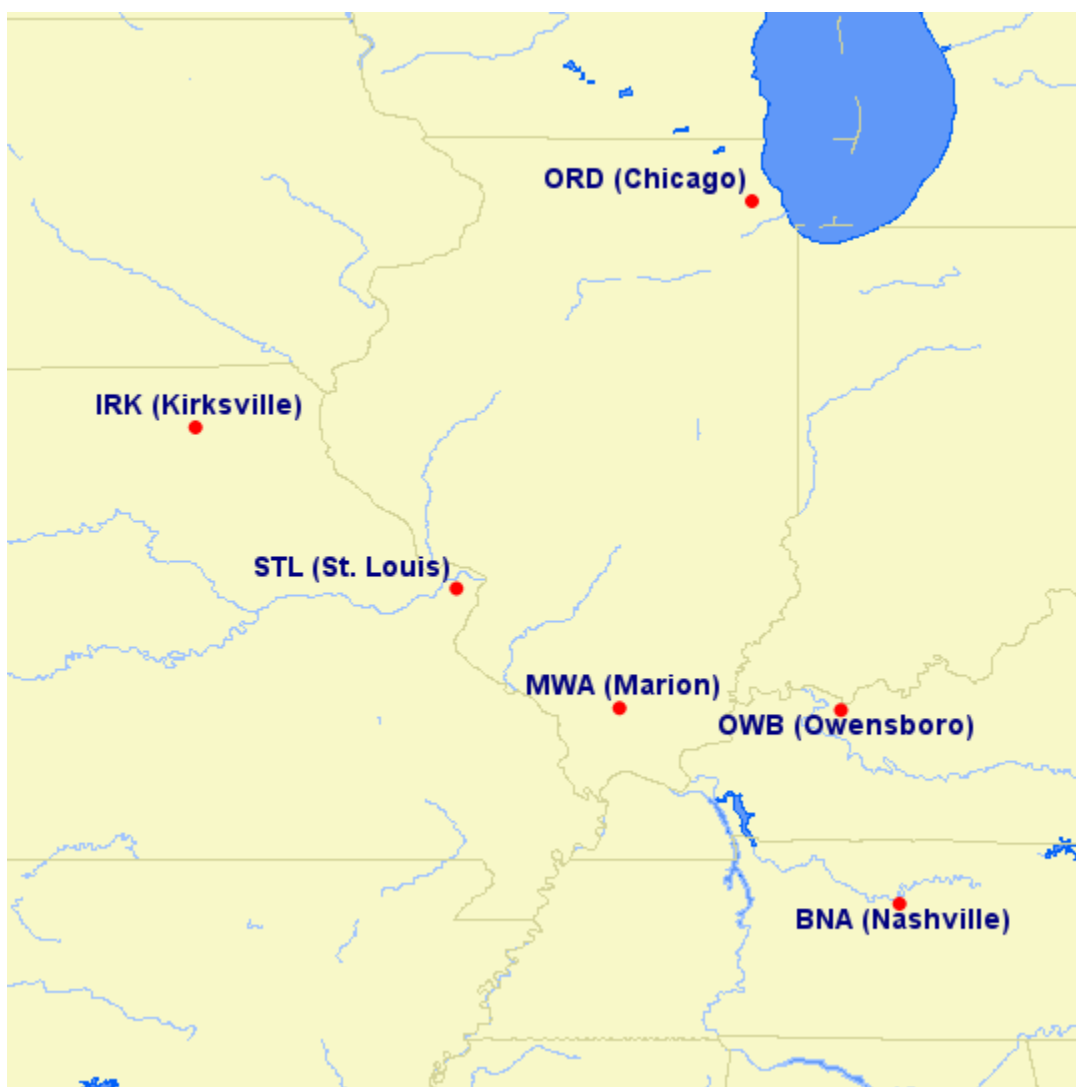 ORD (Chicago)
IRK (Kirksville)
STL (St. Louis)
MWA (Marion)
OWB (Owensboro)
BNA (Nashville)